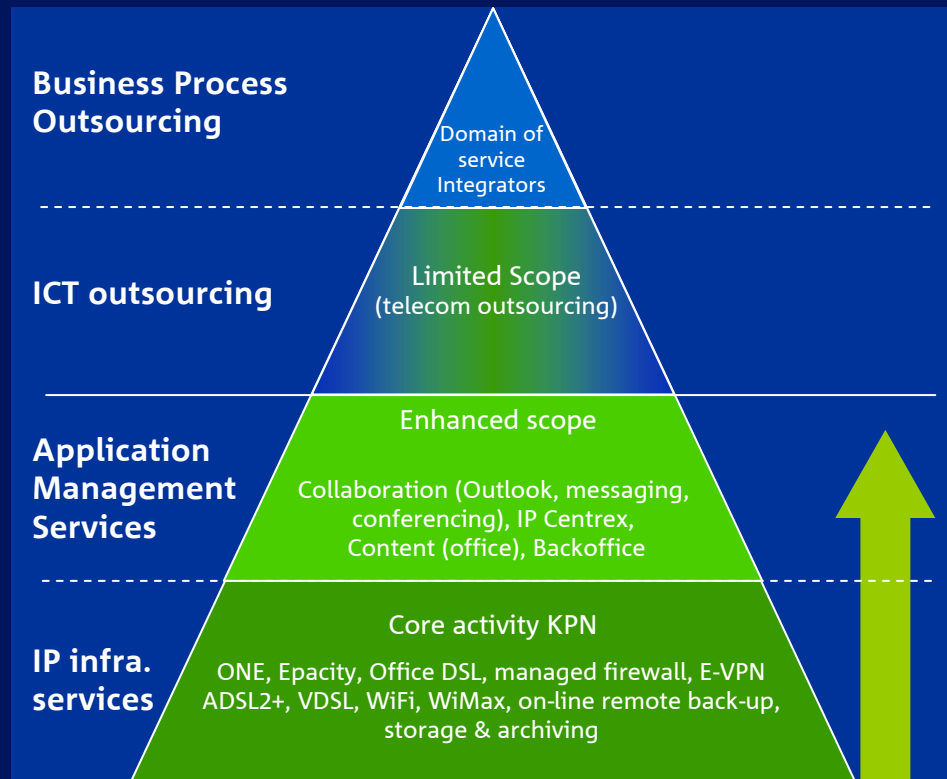 Business Process
Outsourcing
Domain of
service
Integrators
ICT outsourcing
Limited Scope
(telecom outsourcing)
Application
Management
Services
Enhanced scope
Collaboration (Outlook, messaging,
conferencing), IP Centrex,
Content (office), Backoffice
IP infra.
services
Core activity KPN
ONE, Epacity, Office DSL, managed firewall, E-VPN
ADSL2+, VDSL, WiFi, WiMax, on-line remote back-up,
storage & archiving